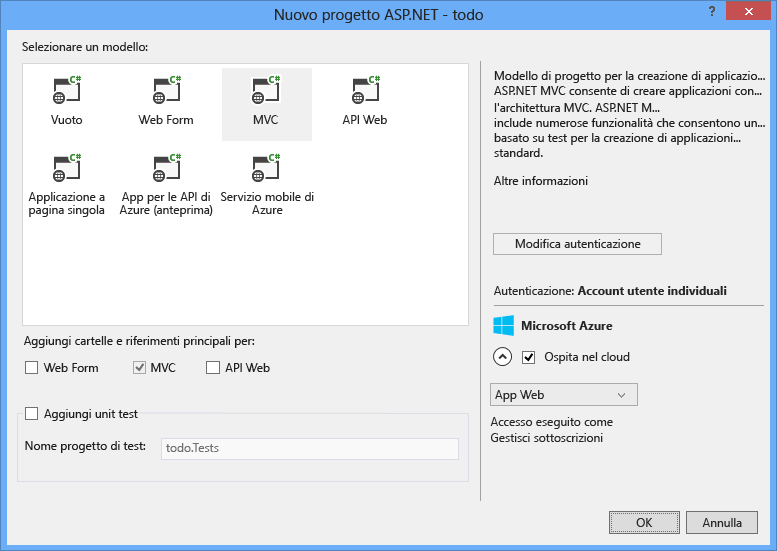 Nuovo progetto ASP.NET - todo
?
Selezionare un modello:
C#
C#
C#
C#
Vuoto
Web Form
MVC
API Web
C#
C#
C#
Applicazione a
pagina singola
App per le API di
Azure (anteprima)
Servizio mobile di
Azure
Aggiungi cartelle e riferimenti principali per:
Web Form
MVC
API Web
Aggiungi unit test
Nome progetto di test:
todo.Tests
Modello di progetto per la creazione di applicazio...
ASP.NET MVC consente di creare applicazioni con...
l'architettura MVC. ASP.NET M...
include numerose funzionalità che consentono un...
basato su test per la creazione di applicazioni...
standard.
Altre informazioni
Modifica autenticazione
Autenticazione: Account utente individuali
Microsoft Azure
Ospita nel cloud
App Web
Accesso eseguito come
Gestisci sottoscrizioni
OK
Annulla